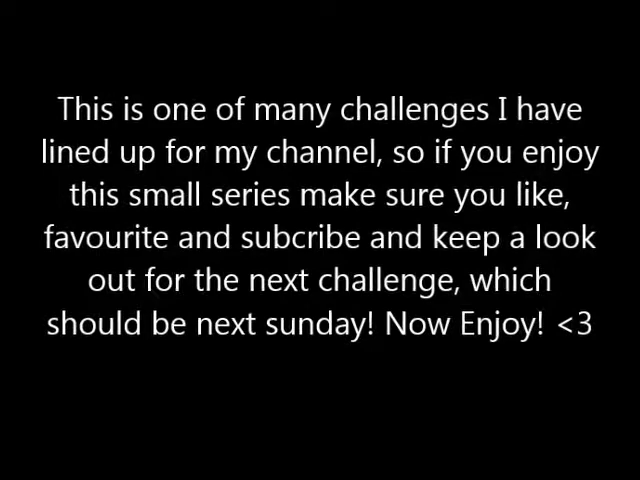 This is one of many challenges I have
lined up for my channel, so if you enjoy
this small series make sure you like,
favourite and subcribe and keep a look
out for the next challenge, which
should be next sunday! Now Enjoy! <3